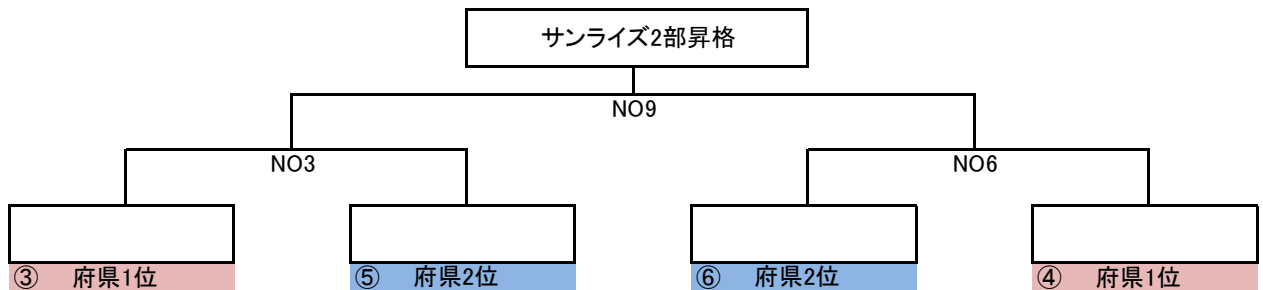 サンライズ2部昇格
NO9
NO3
NO6
③ 府県1位
⑤ 府県2位
⑥ 府県2位
④ 府県1位